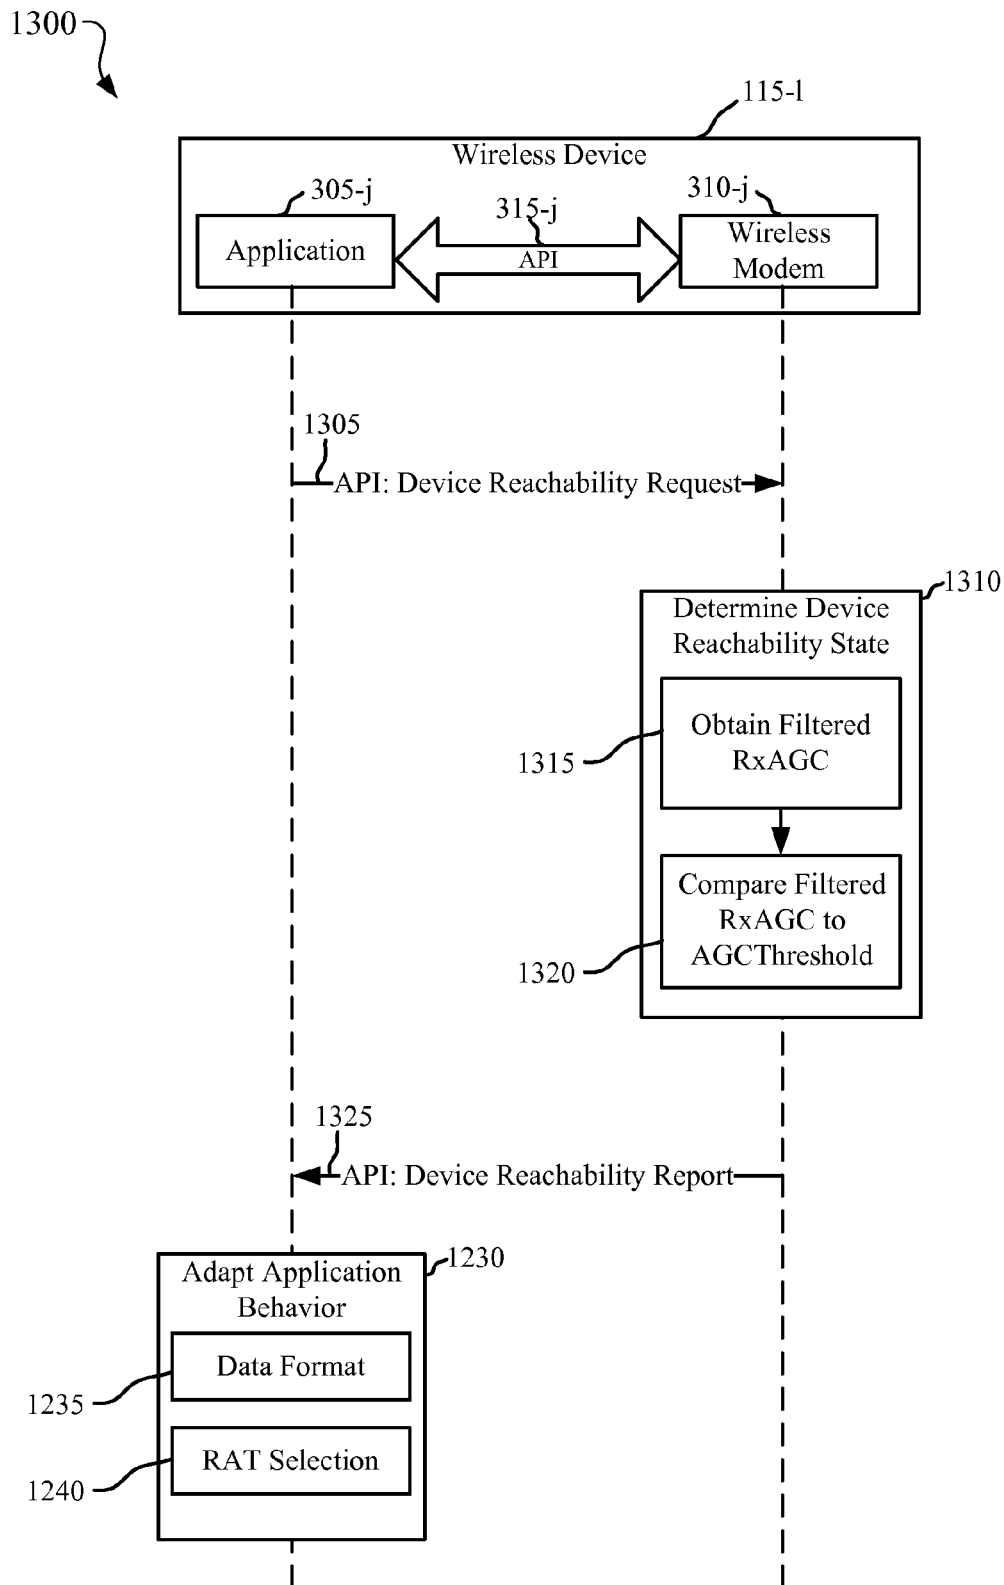 1300
115-l
Wireless Device
305-j
315-j
310-j
Application
API
Wireless
Modem
1305
API: Device Reachability Request
1310
Determine Device
Reachability State
Obtain Filtered
RxAGC
1315
Compare Filtered
RxAGC to
AGCThreshold
1320
1325
API: Device Reachability Report
1230
Adapt Application
Behavior
Data Format
1235
RAT Selection
1240